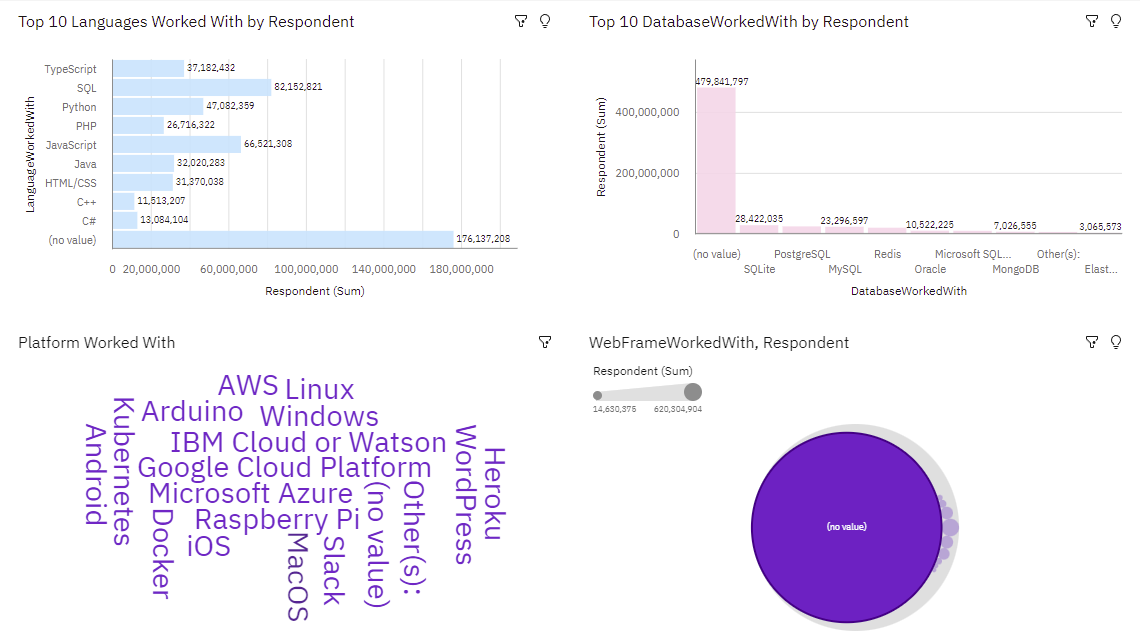 Top 10 Languages Worked With by Respondent
LanguageWorkedWith
TypeScript 37,182,432
SQL 82,152,821
Python 47,082,359
PHP 26,716,322
JavaScript 66,521,308
Java 32,020,283
HTML/CSS 31,370,038
C++ 11,513,207
C# 13,084,104
(no value) 176,137,208
0 20,000,000 60,000,000 100,000,000 140,000,000 180,000,000
Respondent (Sum)
Top 10 DatabaseWorkedWith by Respondent
Respondent (Sum)
400,000,000
200,000,000
0
479,841,797
28,422,035 23,296,597 10,522,225 7,026,555 3,065,573
(no value) PostgreSQL Redis Microsoft SQL... Other(s):
SQLite MySQL Oracle MongoDB Elast...
DatabaseWorkedWith
Platform Worked With
AWS
Linux
Arduino
Windows
IBM Cloud or Watson
Google Cloud Platform
Microsoft Azure
Raspberry Pi
iOS
Android
Kubernetes
Docker
MacOS
Slack
(no value)
Other(s):
WordPress
Heroku
WebFrameWorkedWith, Respondent
Respondent (Sum)
14,630,375 620,304,904
(no value)